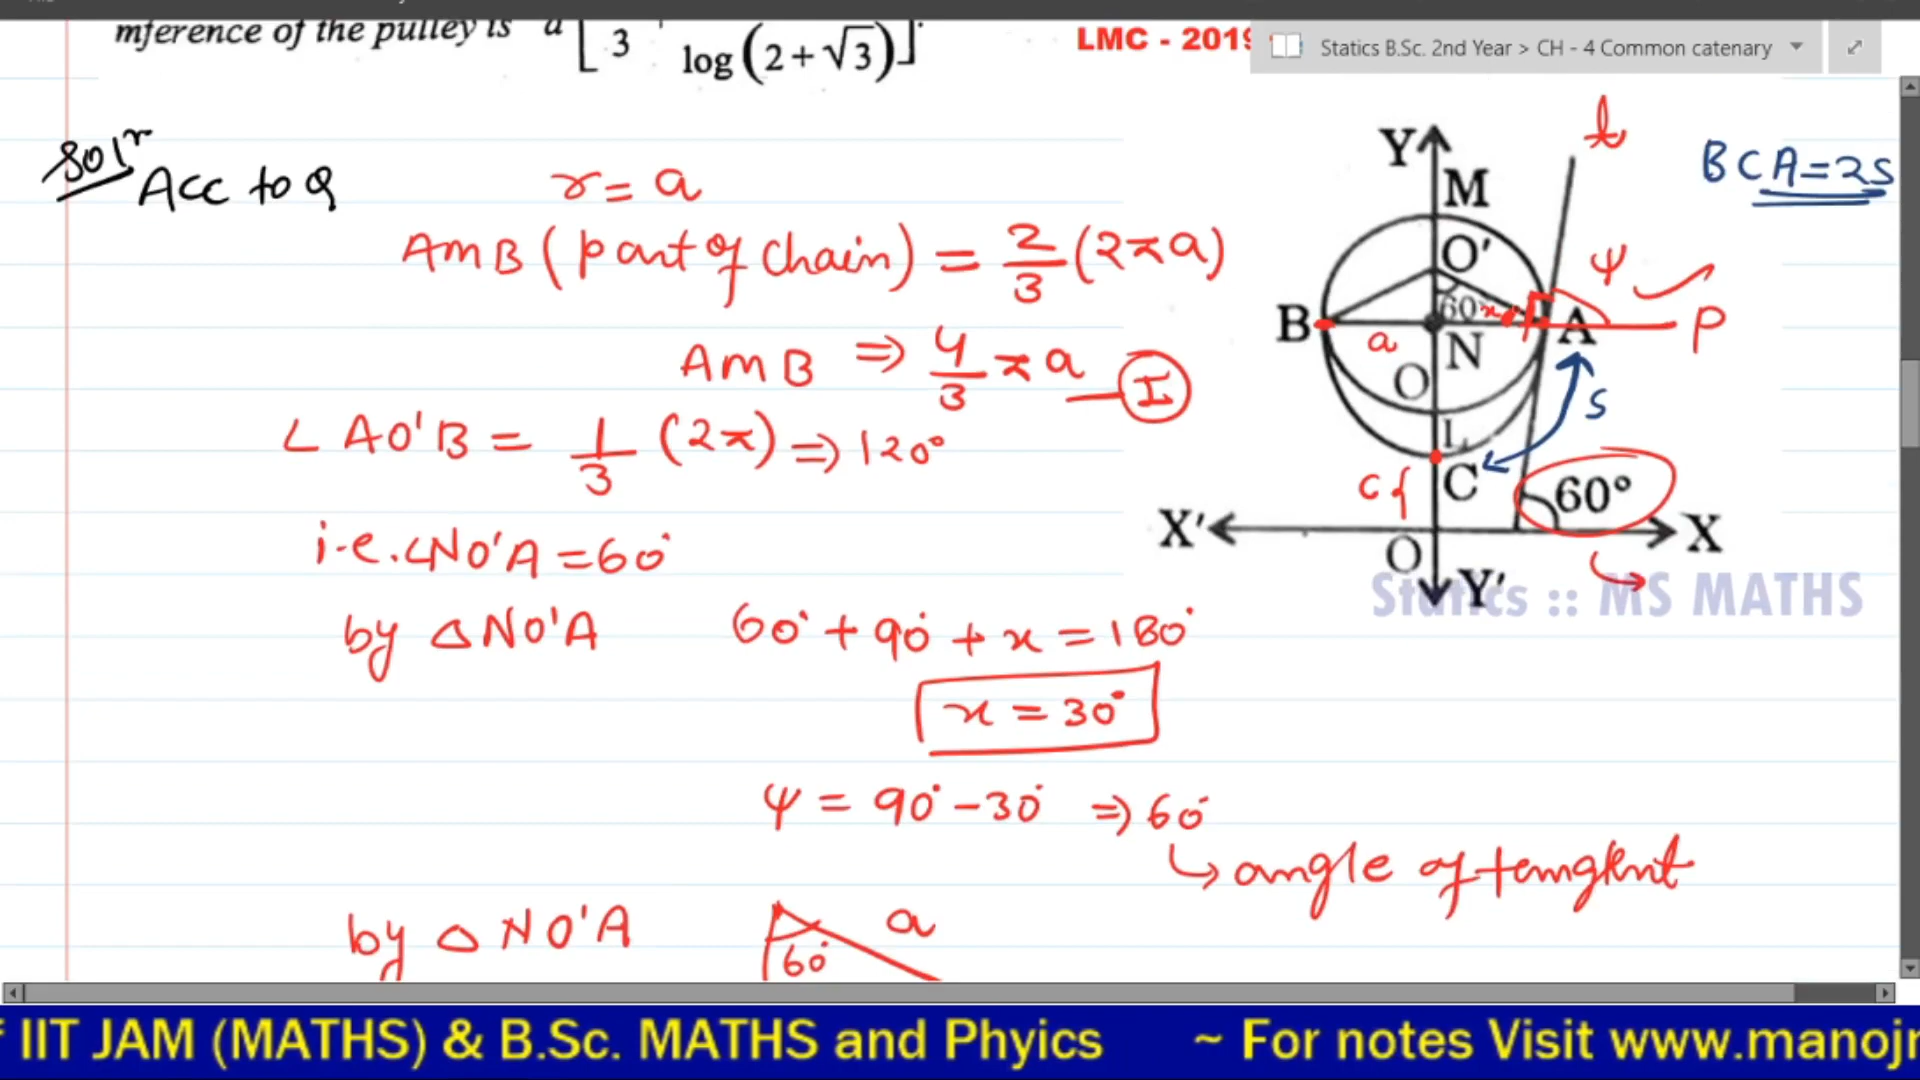 mference of the pulley is a [ 3 log(2+√3) ].
LMC - 2019
Statics B.Sc. 2nd Year > CH - 4 Common catenary
Solⁿ Acc to Q r = a
AMB (part of chain) = 2/3 (2πa)
AMB ⇒ 4/3 πa — I
∠AO'B = 1/3 (2π) ⇒ 120°
i.e. ∠NO'A = 60°
by △NO'A 60° + 90° + x = 180°
x = 30°
ψ = 90° - 30° ⇒ 60°
↳ angle of tangent
by △NO'A
a
60°
t
BCA = 2S
Y
M
O'
ψ
60°
x
B
a
N
A
P
O
L
S
c
C
60°
X'
O
X
Y'
Statics :: MS MATHS
IIT JAM (MATHS) & B.Sc. MATHS and Phyics ~ For notes Visit www.manojr